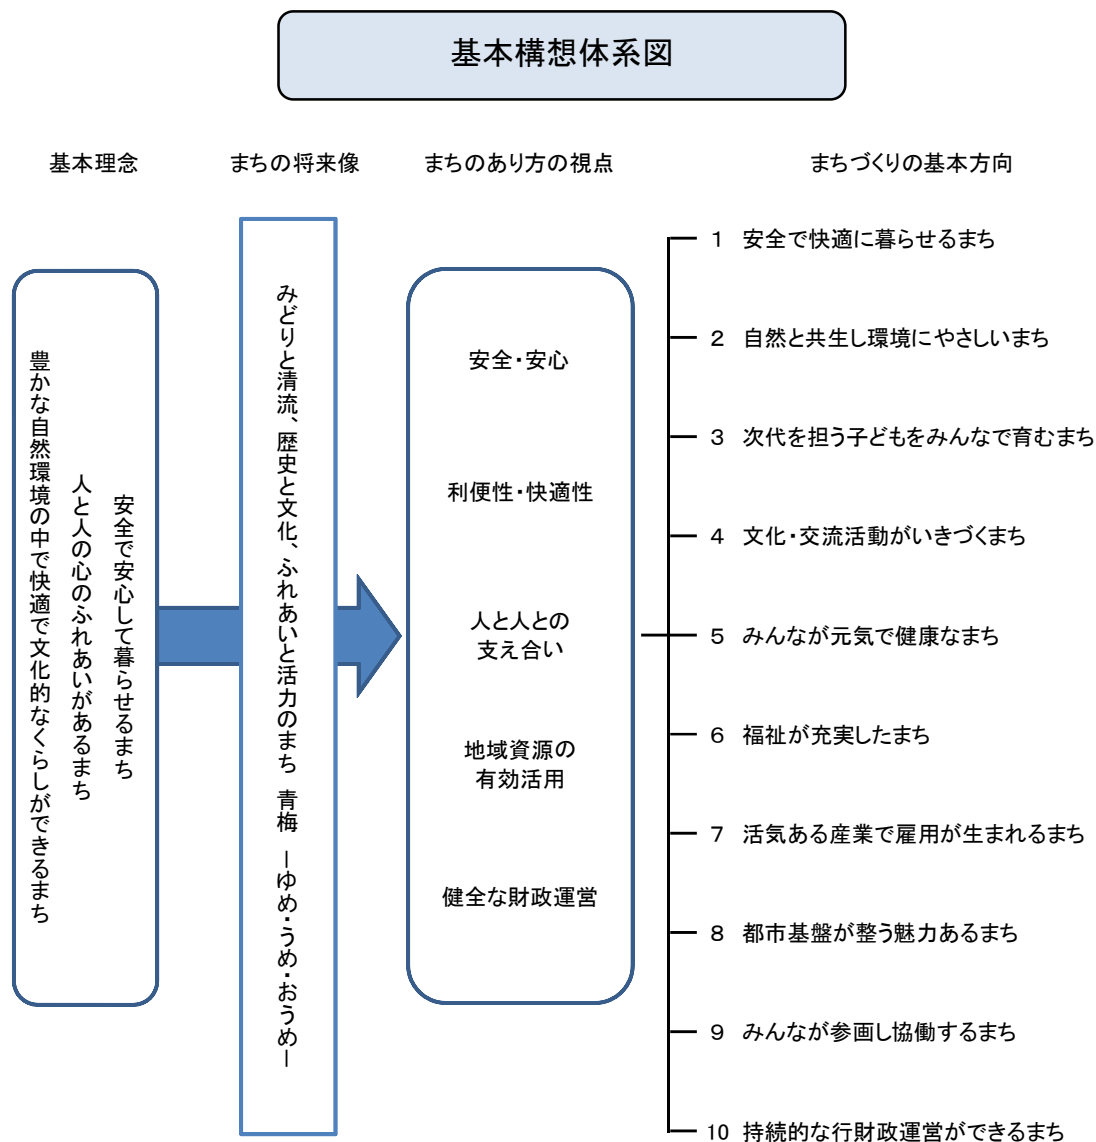 基本構想体系図
基本理念
まちの将来像
まちのあり方の視点
まちづくりの基本方向
安全で安心して暮らせるまち
人と人の心のふれあいがあるまち
豊かな自然環境の中で快適で文化的なくらしができるまち
みどりと清流、歴史と文化、ふれあいと活力のまち 青梅 ーゆめ・うめ・おうめー
安全・安心
利便性・快適性
人と人との
支え合い
地域資源の
有効活用
健全な財政運営
1 安全で快適に暮らせるまち
2 自然と共生し環境にやさしいまち
3 次代を担う子どもをみんなで育むまち
4 文化・交流活動がいきづくまち
5 みんなが元気で健康なまち
6 福祉が充実したまち
7 活気ある産業で雇用が生まれるまち
8 都市基盤が整う魅力あるまち
9 みんなが参画し協働するまち
10 持続的な行財政運営ができるまち